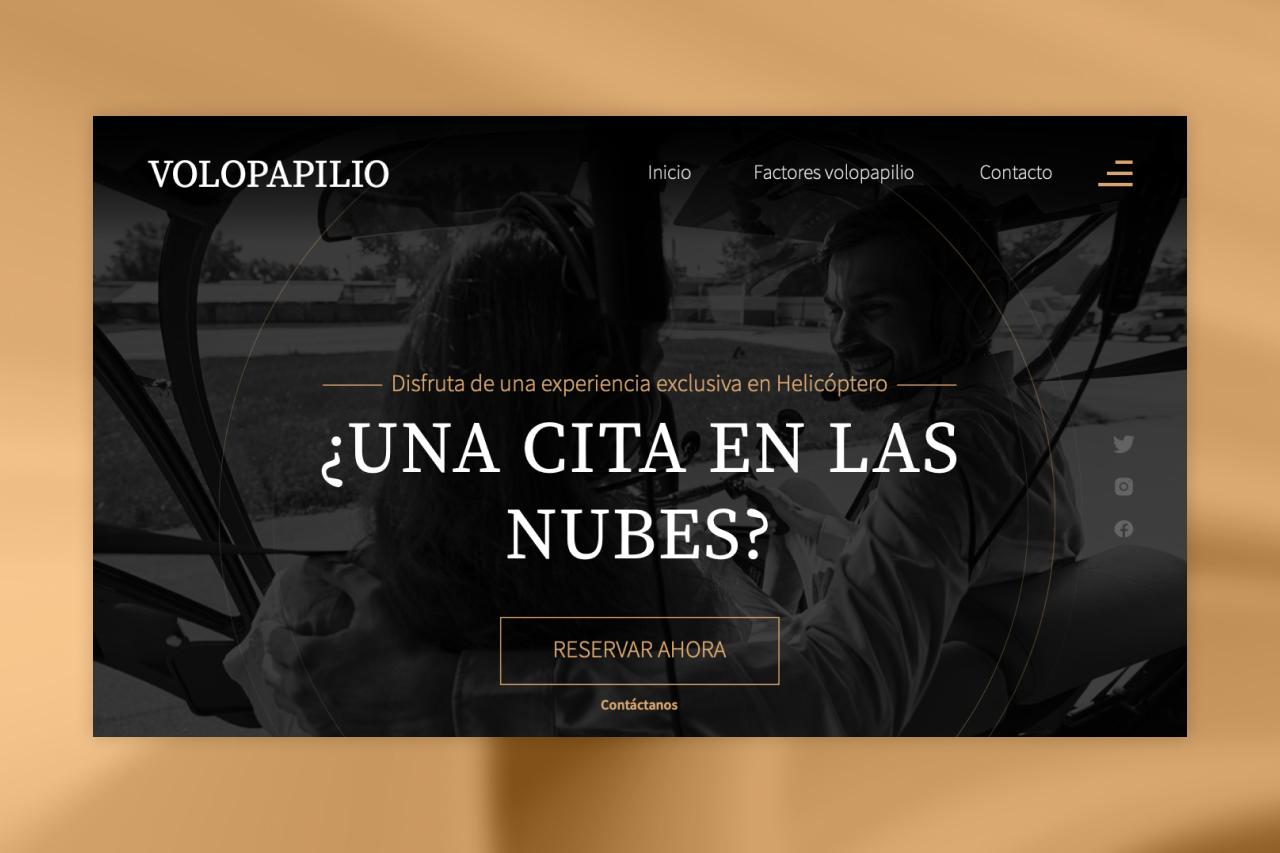 VOLOPAPILIO
Inicio
Factores volopapilio
Contacto
Disfruta de una experiencia exclusiva en Helicóptero
¿UNA CITA EN LAS
NUBES?
RESERVAR AHORA
Contáctanos